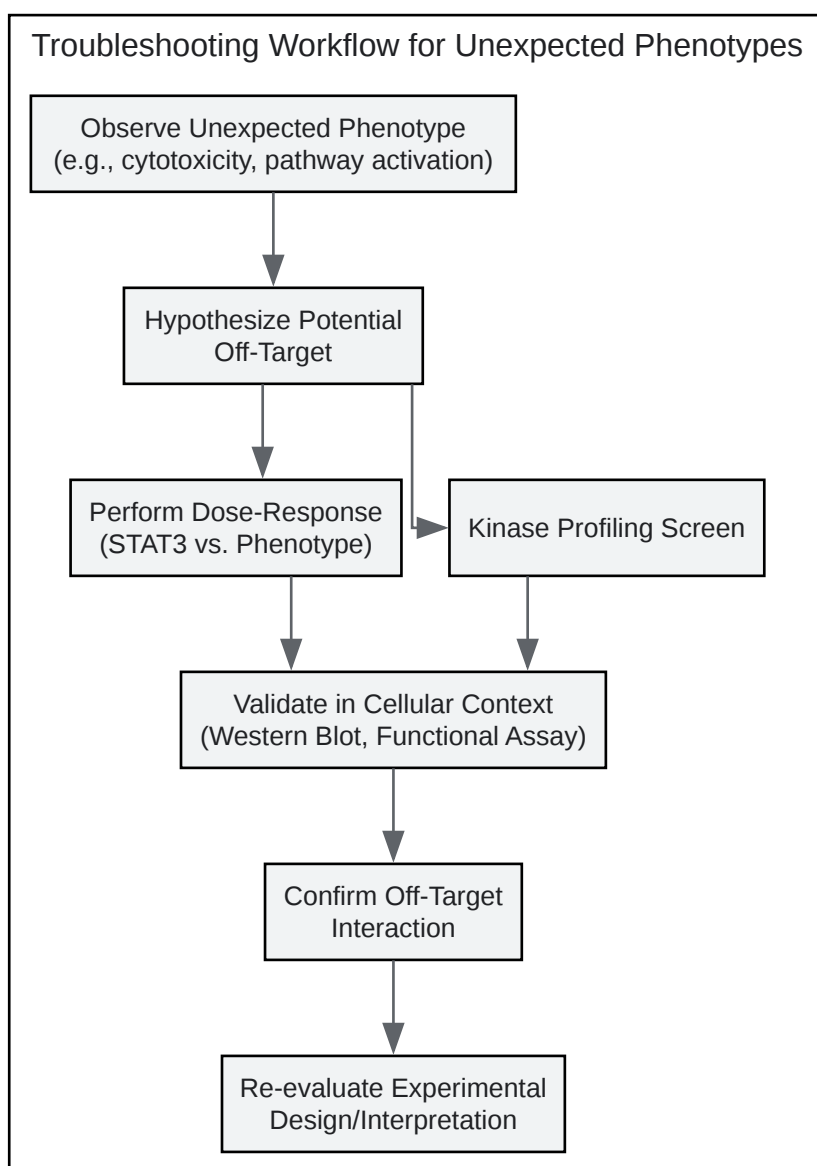 Troubleshooting Workflow for Unexpected Phenotypes
Observe Unexpected Phenotype
(e.g., cytotoxicity, pathway activation)
Hypothesize Potential
Off-Target
Perform Dose-Response
(STAT3 vs. Phenotype)
Kinase Profiling Screen
Validate in Cellular Context
(Western Blot, Functional Assay)
Confirm Off-Target
Interaction
Re-evaluate Experimental
Design/Interpretation